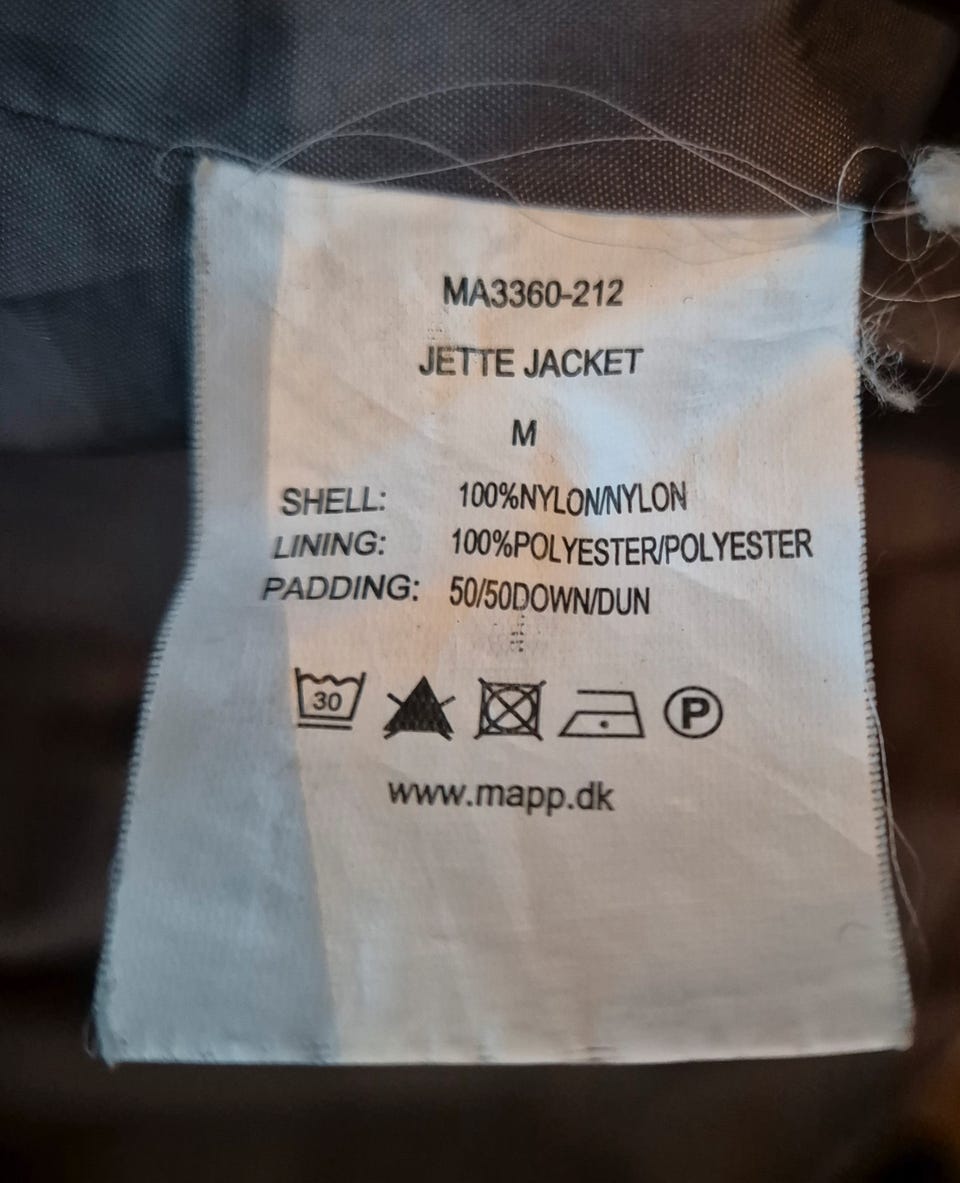 MA3360-212
JETTE JACKET
M
SHELL: 100%NYLON/NYLON
LINING: 100%POLYESTER/POLYESTER
PADDING: 50/50DOWN/DUN
30 P
www.mapp.dk